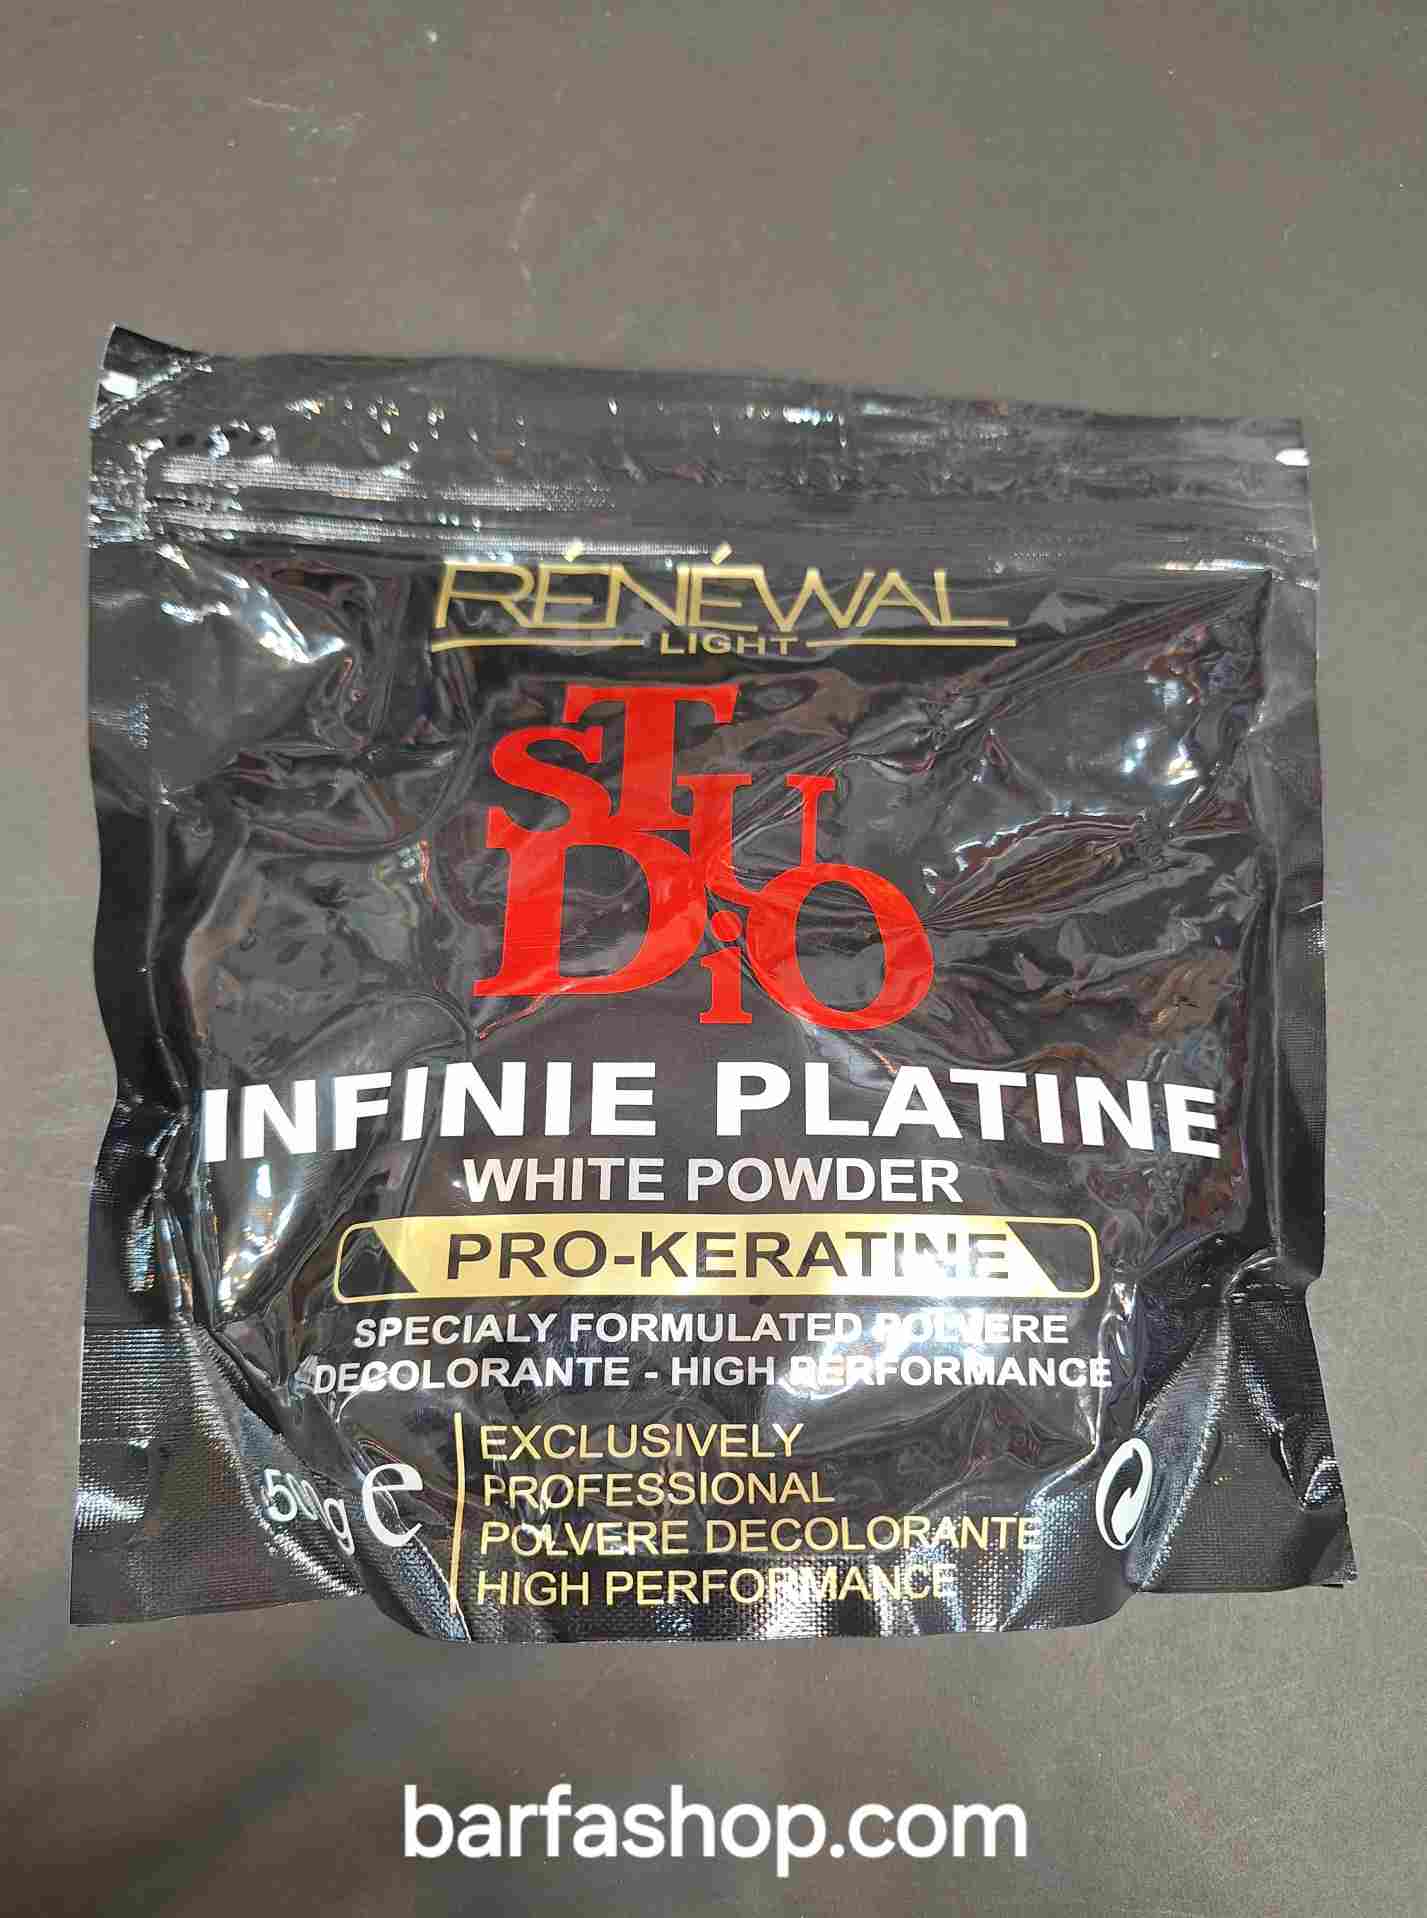 RÉNÉWAL
LIGHT
STUDiO
INFINIE PLATINE
WHITE POWDER
PRO-KERATINE
SPECIALY FORMULATED POLVERE
DECOLORANTE - HIGH PERFORMANCE
EXCLUSIVELY
PROFESSIONAL
POLVERE DECOLORANTE
HIGH PERFORMANCE
500g e
barfashop.com